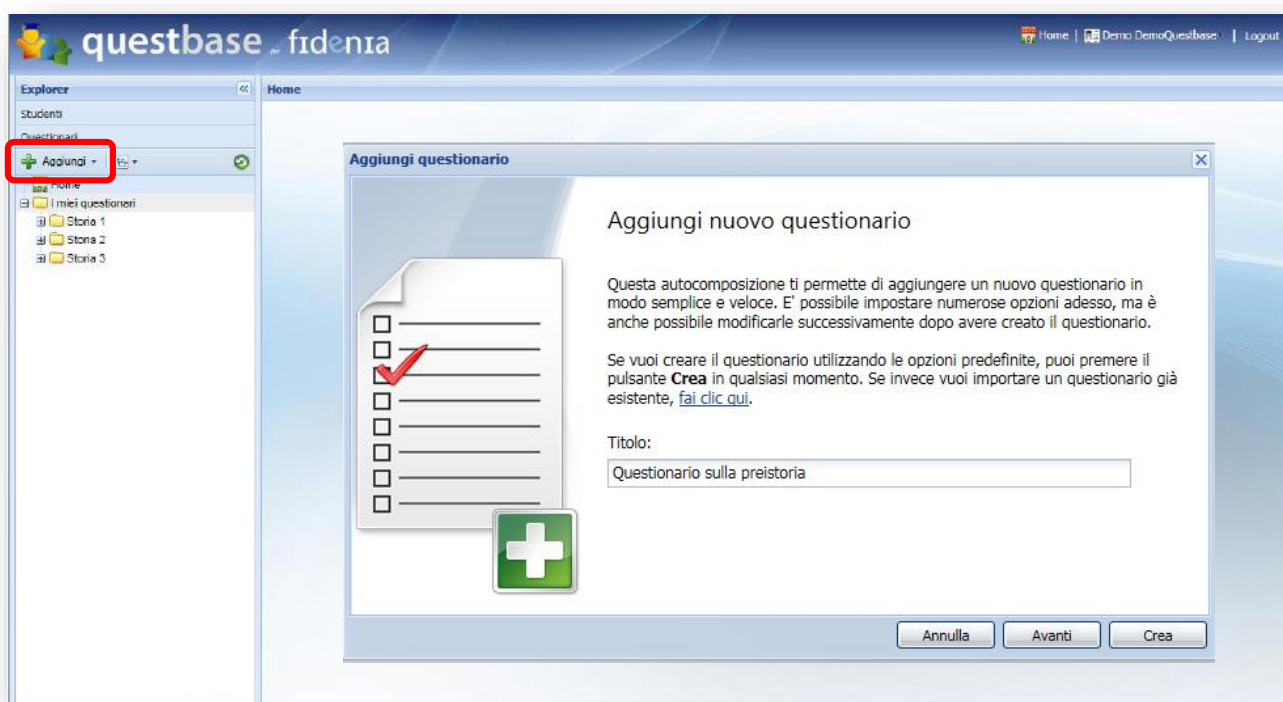 questbase - fidenia
Home | Demo DemoQuestbase | Logout
Explorer
Home
Studenti
Questionari
Aggiungi
Home
I miei questionari
Storia 1
Storia 2
Storia 3
Aggiungi questionario
Aggiungi nuovo questionario
Questa autocomposizione ti permette di aggiungere un nuovo questionario in
modo semplice e veloce. E' possibile impostare numerose opzioni adesso, ma è
anche possibile modificarle successivamente dopo avere creato il questionario.
Se vuoi creare il questionario utilizzando le opzioni predefinite, puoi premere il
pulsante Crea in qualsiasi momento. Se invece vuoi importare un questionario già
esistente, fai clic qui.
Titolo:
Questionario sulla preistoria
Annulla
Avanti
Crea